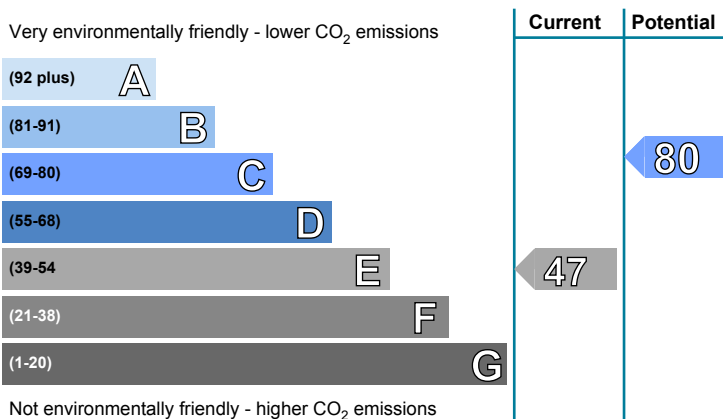 Current Potential
Very environmentally friendly - lower CO2 emissions
(92 plus) A
(81-91) B
(69-80) C
80
(55-68) D
(39-54 E
47
(21-38) F
(1-20) G
Not environmentally friendly - higher CO2 emissions